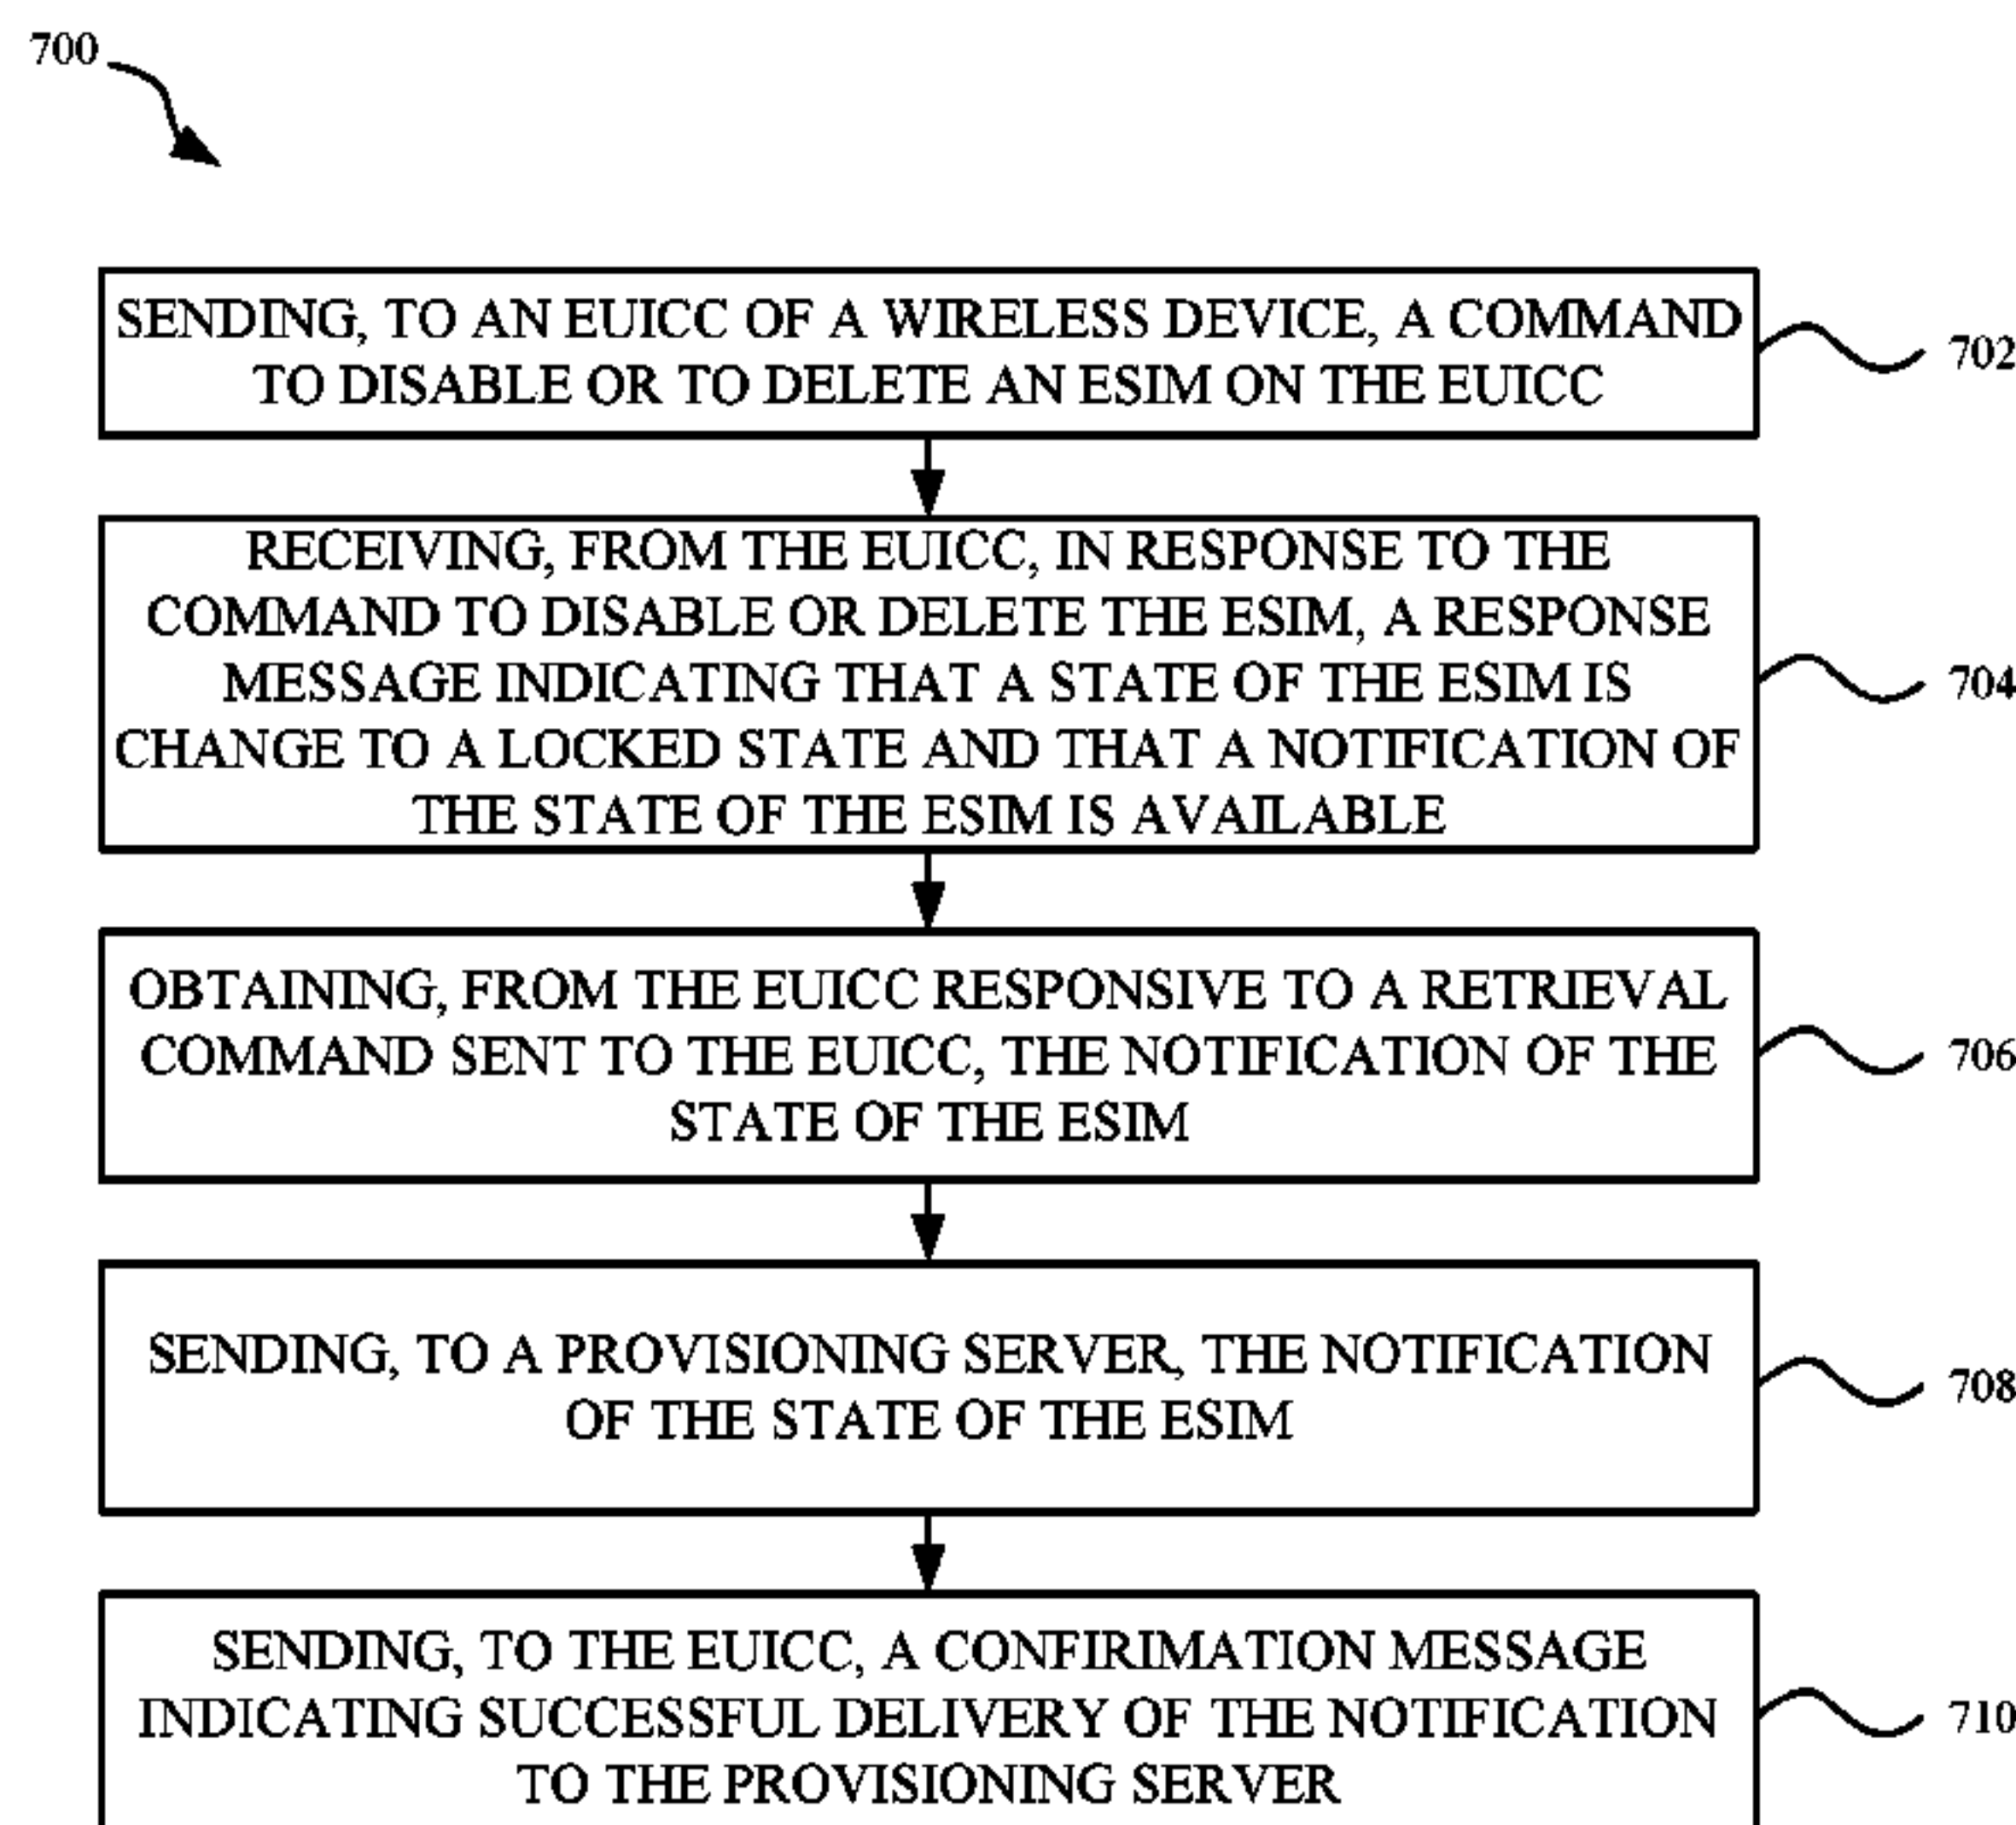 700
SENDING, TO AN EUICC OF A WIRELESS DEVICE, A COMMAND
TO DISABLE OR TO DELETE AN ESIM ON THE EUICC
702
RECEIVING, FROM THE EUICC, IN RESPONSE TO THE
COMMAND TO DISABLE OR DELETE THE ESIM, A RESPONSE
MESSAGE INDICATING THAT A STATE OF THE ESIM IS
CHANGE TO A LOCKED STATE AND THAT A NOTIFICATION OF
THE STATE OF THE ESIM IS AVAILABLE
704
OBTAINING, FROM THE EUICC RESPONSIVE TO A RETRIEVAL
COMMAND SENT TO THE EUICC, THE NOTIFICATION OF THE
STATE OF THE ESIM
706
SENDING, TO A PROVISIONING SERVER, THE NOTIFICATION
OF THE STATE OF THE ESIM
708
SENDING, TO THE EUICC, A CONFIRIMATION MESSAGE
INDICATING SUCCESSFUL DELIVERY OF THE NOTIFICATION
TO THE PROVISIONING SERVER
710